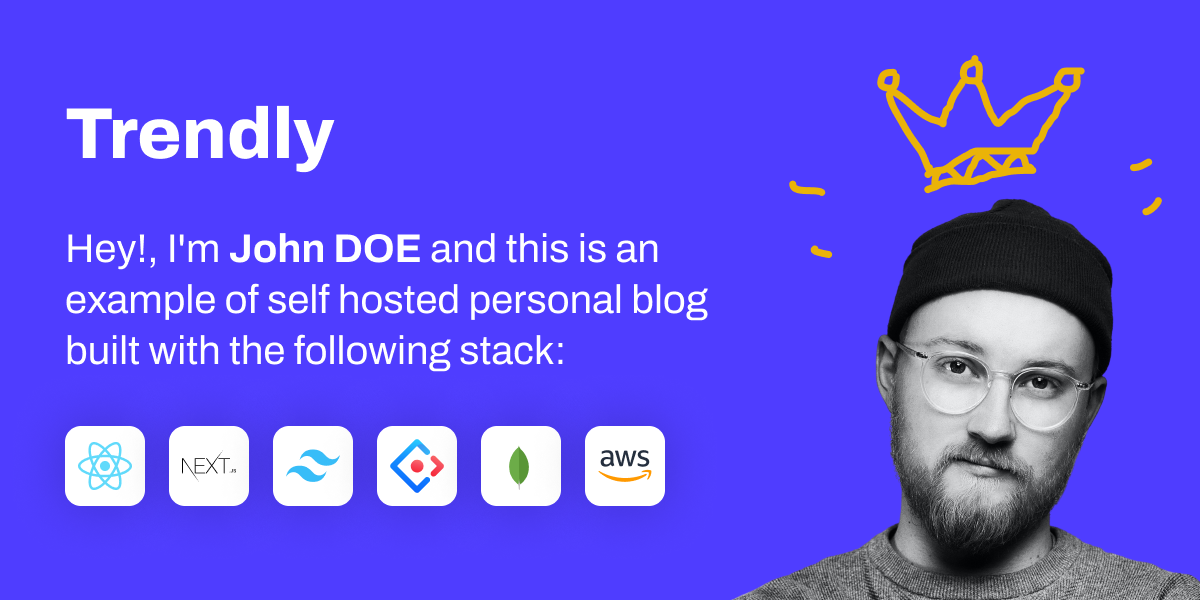 Trendly
Hey!, I'm John DOE and this is an
example of self hosted personal blog
built with the following stack:
NEXT.JS aws